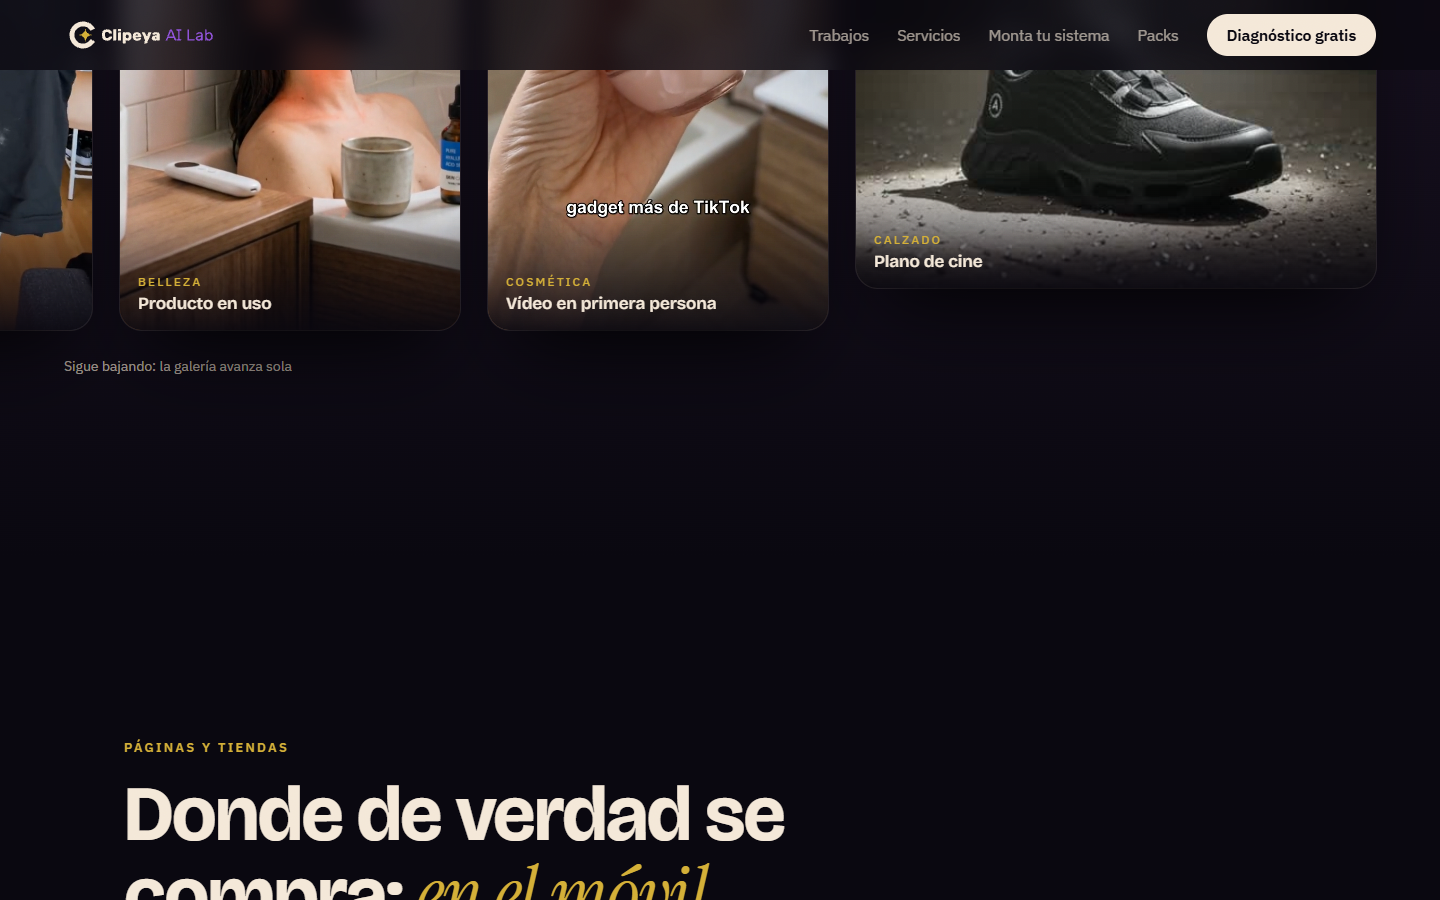 Clipeya AI Lab
Trabajos
Servicios
Monta tu sistema
Packs
Diagnóstico gratis
BELLEZA
Producto en uso
gadget más de TikTok
COSMÉTICA
Vídeo en primera persona
CALZADO
Plano de cine
Sigue bajando: la galería avanza sola
PÁGINAS Y TIENDAS
Donde de verdad se
compra: en el móvil